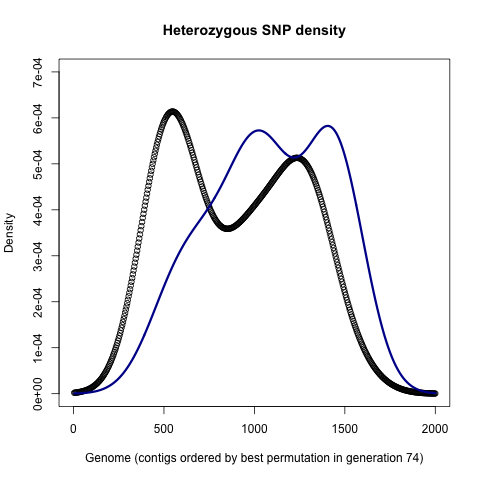 Heterozygous SNP density
Density
7e-04
6e-04
5e-04
4e-04
3e-04
2e-04
1e-04
0e+00
0 500 1000 1500 2000
Genome (contigs ordered by best permutation in generation 74)